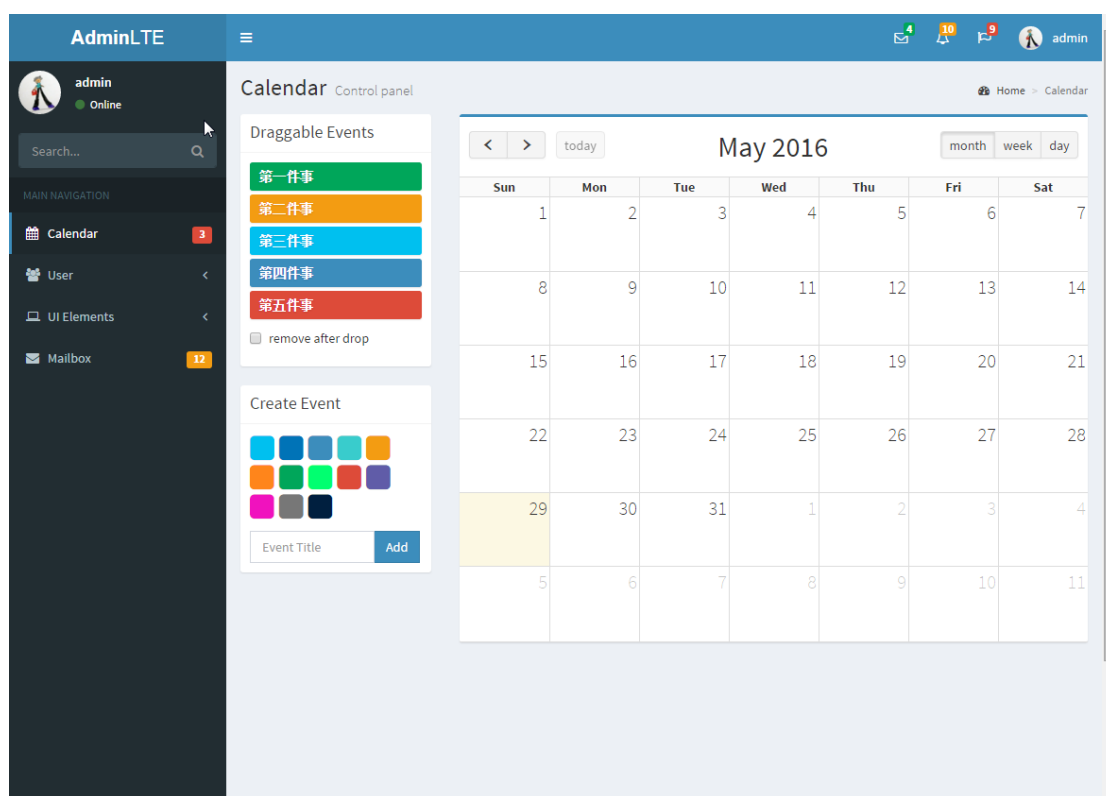 AdminLTE
4
10
9
admin
admin
Online
Search...
MAIN NAVIGATION
Calendar 3
User
UI Elements
Mailbox 12
Calendar Control panel
Home > Calendar
Draggable Events
第一件事
第二件事
第三件事
第四件事
第五件事
remove after drop
Create Event
Event Title Add
today May 2016 month week day
Sun Mon Tue Wed Thu Fri Sat
1 2 3 4 5 6 7
8 9 10 11 12 13 14
15 16 17 18 19 20 21
22 23 24 25 26 27 28
29 30 31 1 2 3 4
5 6 7 8 9 10 11